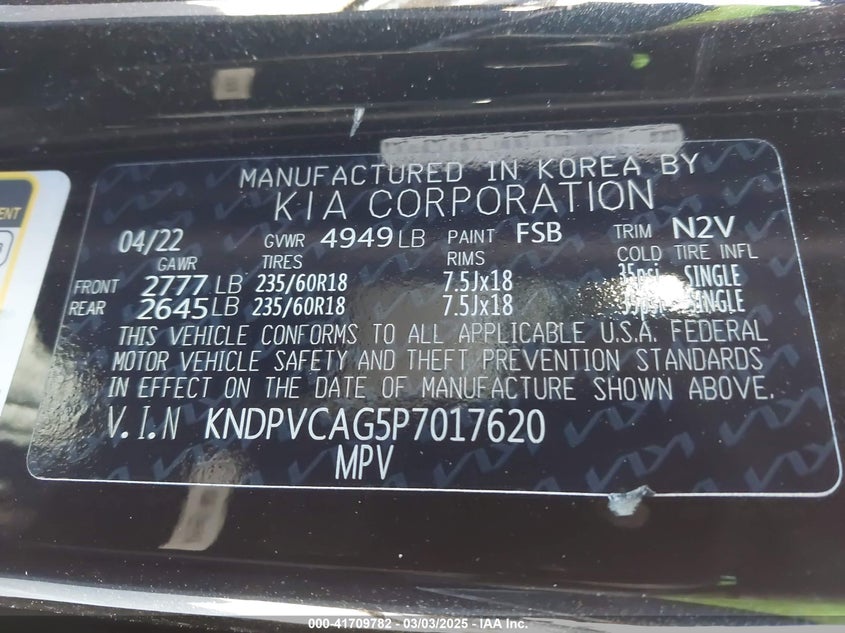 MANUFACTURED IN KOREA BY
KIA CORPORATION
04/22 GVWR 4949 LB PAINT FSB TRIM N2V
GAWR TIRES RIMS COLD TIRE INFL
FRONT 2777 LB 235/60R18 7.5Jx18 35psi SINGLE
REAR 2645 LB 235/60R18 7.5Jx18 35psi SINGLE
THIS VEHICLE CONFORMS TO ALL APPLICABLE U.S.A. FEDERAL
MOTOR VEHICLE SAFETY AND THEFT PREVENTION STANDARDS
IN EFFECT ON THE DATE OF MANUFACTURE SHOWN ABOVE.
V.I.N KNDPVCAG5P7017620
MPV
000-41709782 - 03/03/2025 - IAA Inc.